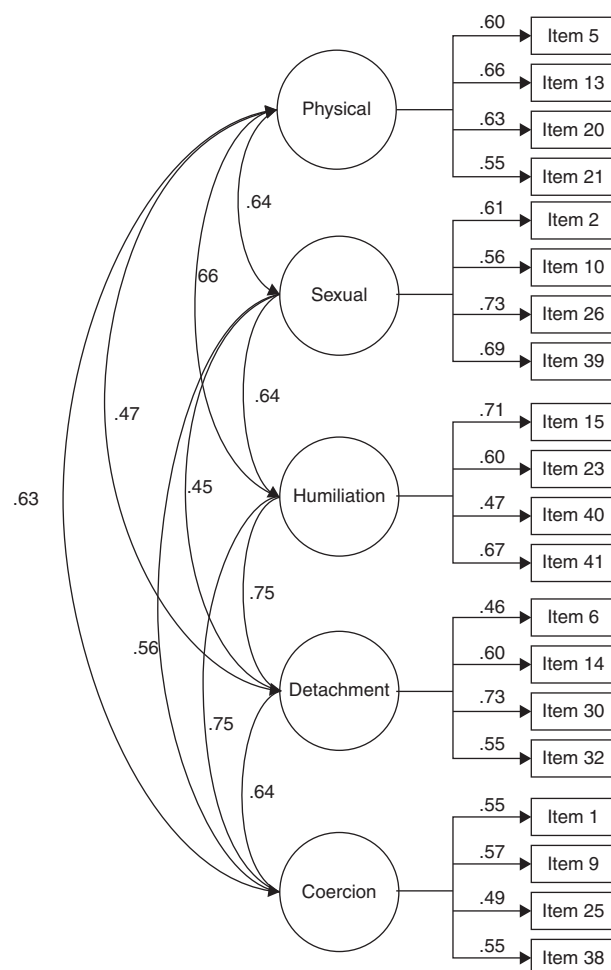 .60
Item 5
.66
Item 13
Physical
.63
Item 20
.55
Item 21
.64
.61
Item 2
.56
Item 10
66
Sexual
.73
Item 26
.69
Item 39
.64
.47
.71
Item 15
.60
Item 23
.45
Humiliation
.63
.47
Item 40
.67
Item 41
.75
.46
Item 6
.56
.60
Item 14
Detachment
.73
Item 30
.75
.55
Item 32
.64
.55
Item 1
.57
Item 9
Coercion
.49
Item 25
.55
Item 38